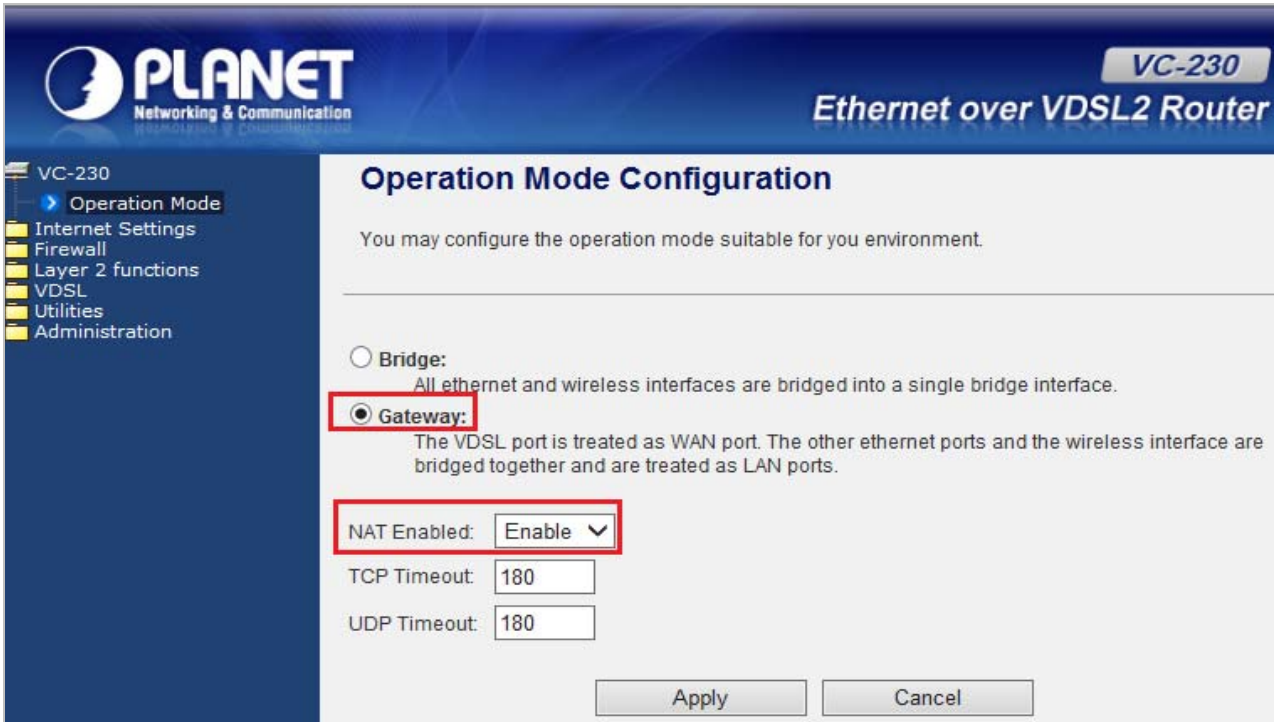 PLANET
Networking & Communication
VC-230
Ethernet over VDSL2 Router
VC-230
Operation Mode
Internet Settings
Firewall
Layer 2 functions
VDSL
Utilities
Administration
Operation Mode Configuration
You may configure the operation mode suitable for you environment.
Bridge:
All ethernet and wireless interfaces are bridged into a single bridge interface.
Gateway:
The VDSL port is treated as WAN port. The other ethernet ports and the wireless interface are
bridged together and are treated as LAN ports.
NAT Enabled: Enable
TCP Timeout: 180
UDP Timeout: 180
Apply Cancel